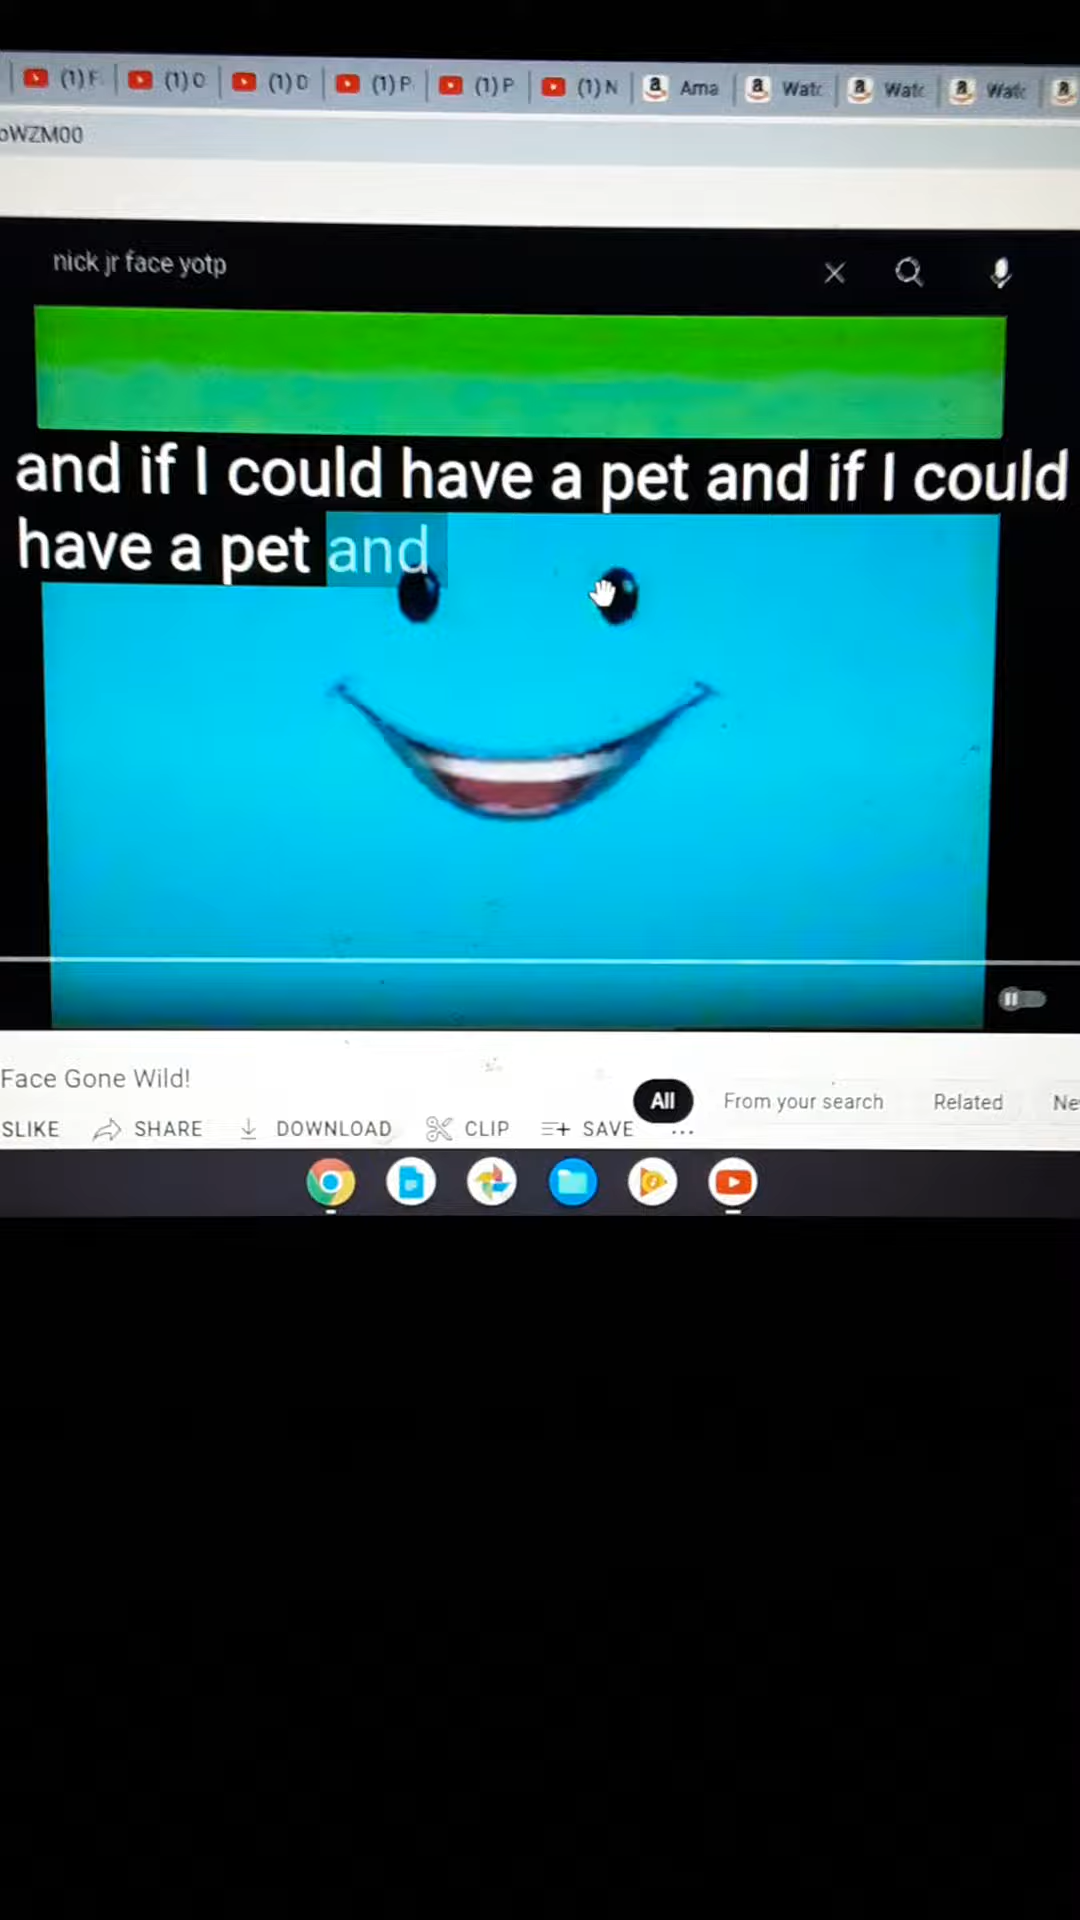 (1) F (1) O (1) D (1) P (1) P (1) N Ama Watc Watc Watc
oWZM00
nick jr face yotp
and if I could have a pet and if I could
have a pet and
Face Gone Wild!
SLIKE SHARE DOWNLOAD CLIP SAVE ...
All From your search Related Ne